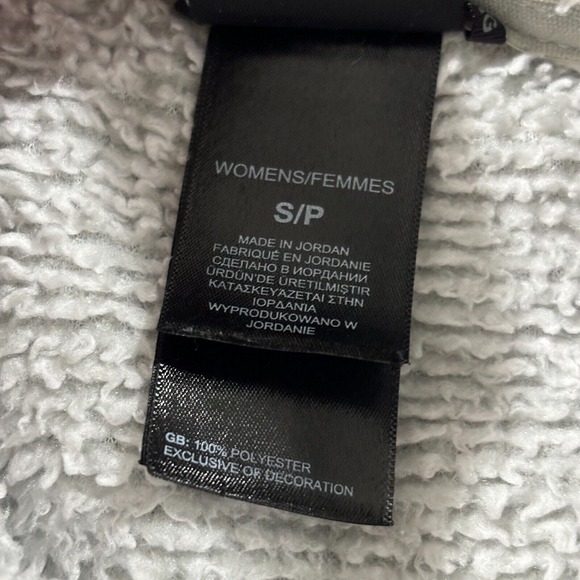 WOMENS/FEMMES
S/P
MADE IN JORDAN
FABRIQUÉ EN JORDANIE
СДЕЛАНО В ИОРДАНИИ
ÜRDÜN'DE ÜRETILMIŞTIR
ΚΑΤΑΣΚΕΥΆΖΕΤΑΙ ΣΤΗΝ
ΙΟΡΔΑΝΙΑ
WYPRODUKOWANO W
JORDANIE
GB: 100% POLYESTER
EXCLUSIVE OF DECORATION